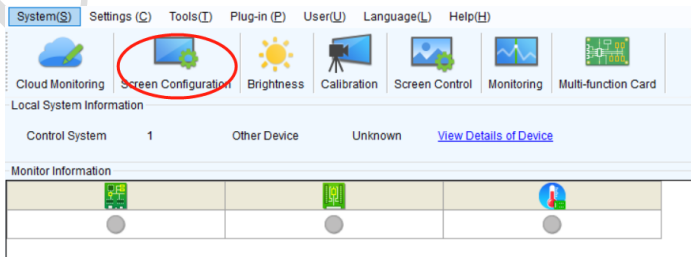 System(S) Settings (C) Tools(T) Plug-in (P) User(U) Language(L) Help(H)
Cloud Monitoring Screen Configuration Brightness Calibration Screen Control Monitoring Multi-function Card
Local System Information
Control System 1 Other Device Unknown View Details of Device
Monitor Information